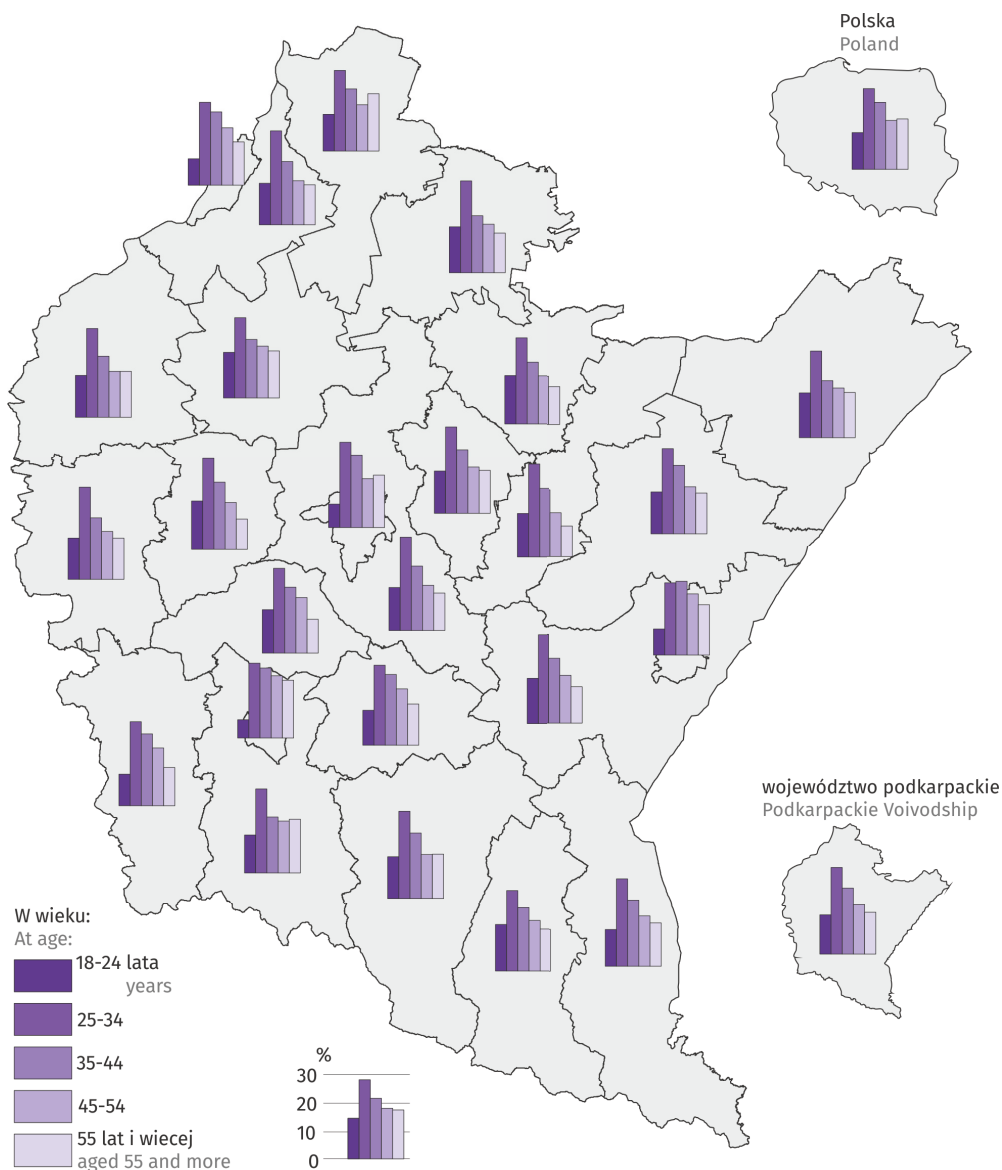 Polska
Poland
województwo podkarpackie
Podkarpackie Voivodship
W wieku:
At age:
18-24 lata
years
25-34
35-44
45-54
55 lat i wiecej
aged 55 and more
%
30
20
10
0